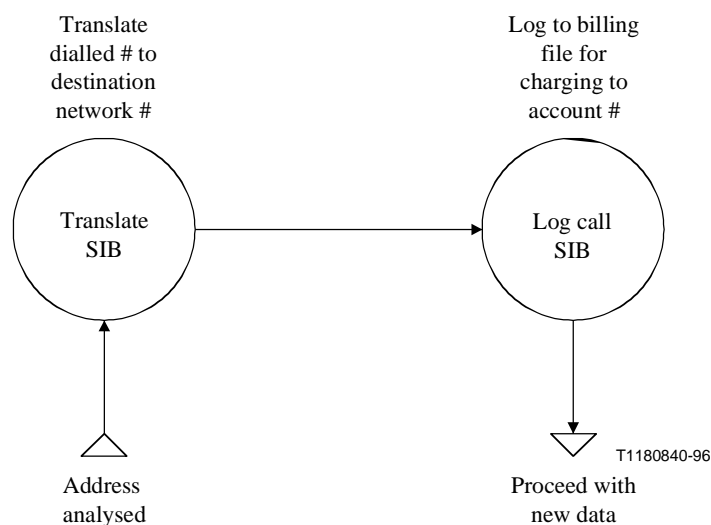 Translate
dialled # to
destination
network #
Log to billing
file for
charging to
account #
Translate
SIB
Log call
SIB
T1180840-96
Address
analysed
Proceed with
new data